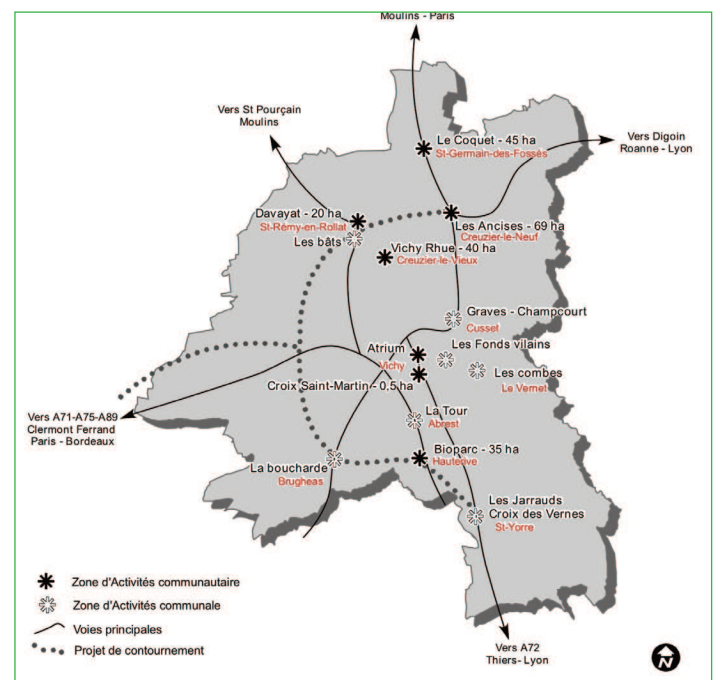 Moulins - Paris
Vers St Pourçain
Moulins
Vers Digoin
Roanne - Lyon
Le Coquet - 45 ha
St-Germain-des-Fossés
Davayat - 20 ha
St-Rémy-en-Rollat
Les bâts
Les Ancises - 69 ha
Creuzier-le-Neuf
Vichy Rhue - 40 ha
Creuzier-le-Vieux
Graves - Champcourt
Cusset
Les Fonds vilains
Atrium
Vichy
Les combes
Le Vernet
Croix Saint-Martin - 0,5 ha
La Tour
Abrest
Vers A71-A75-A89
Clermont Ferrand
Paris - Bordeaux
Bioparc - 35 ha
Hauterive
La boucharde
Brugheas
Les Jarrauds
Croix des Vernes
St-Yorre
Zone d'Activités communautaire
Zone d'Activités communale
Voies principales
Projet de contournement
Vers A72
Thiers- Lyon
N